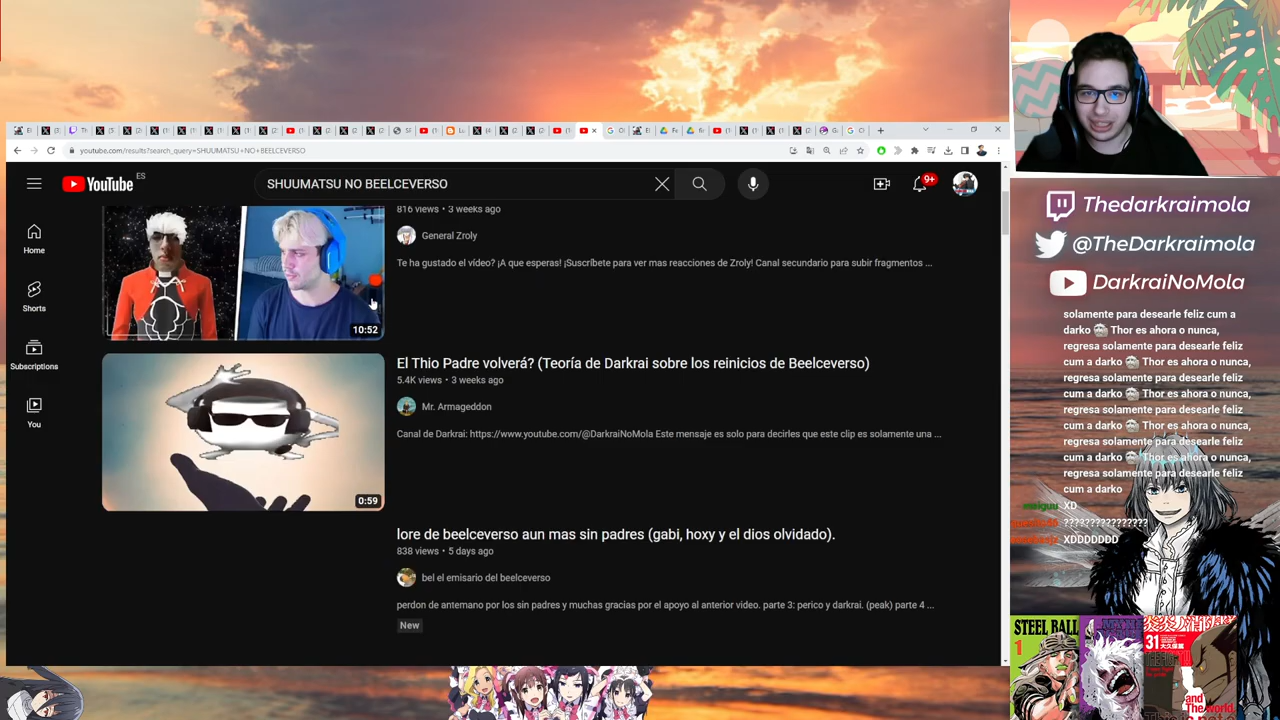 youtube.com/results?search_query=SHUUMATSU+NO+BEELCEVERSO
YouTube ES
SHUUMATSU NO BEELCEVERSO
9+
Home
Shorts
Subscriptions
You
816 views • 3 weeks ago
General Zroly
Te ha gustado el vídeo? ¡A que esperas! ¡Suscríbete para ver mas reacciones de Zroly! Canal secundario para subir fragmentos ...
10:52
El Thio Padre volverá? (Teoría de Darkrai sobre los reinicios de Beelceverso)
5.4K views • 3 weeks ago
Mr. Armageddon
Canal de Darkrai: https://www.youtube.com/@DarkraiNoMola Este mensaje es solo para decirles que este clip es solamente una ...
0:59
lore de beelceverso aun mas sin padres (gabi, hoxy y el dios olvidado).
838 views • 5 days ago
bel el emisario del beelceverso
perdon de antemano por los sin padres y muchas gracias por el apoyo al anterior video. parte 3: perico y darkrai. (peak) parte 4 ...
New
Thedarkraimola
@TheDarkraimola
DarkraiNoMola
solamente para desearle feliz cum a
darko Thor es ahora o nunca,
regresa solamente para desearle feliz
cum a darko Thor es ahora o nunca,
regresa solamente para desearle feliz
cum a darko Thor es ahora o nunca,
regresa solamente para desearle feliz
cum a darko Thor es ahora o nunca,
regresa solamente para desearle feliz
cum a darko Thor es ahora o nunca,
regresa solamente para desearle feliz
cum a darko
XD
????????????????
XDDDDDDD
STEEL BALL
1
31
and
The world